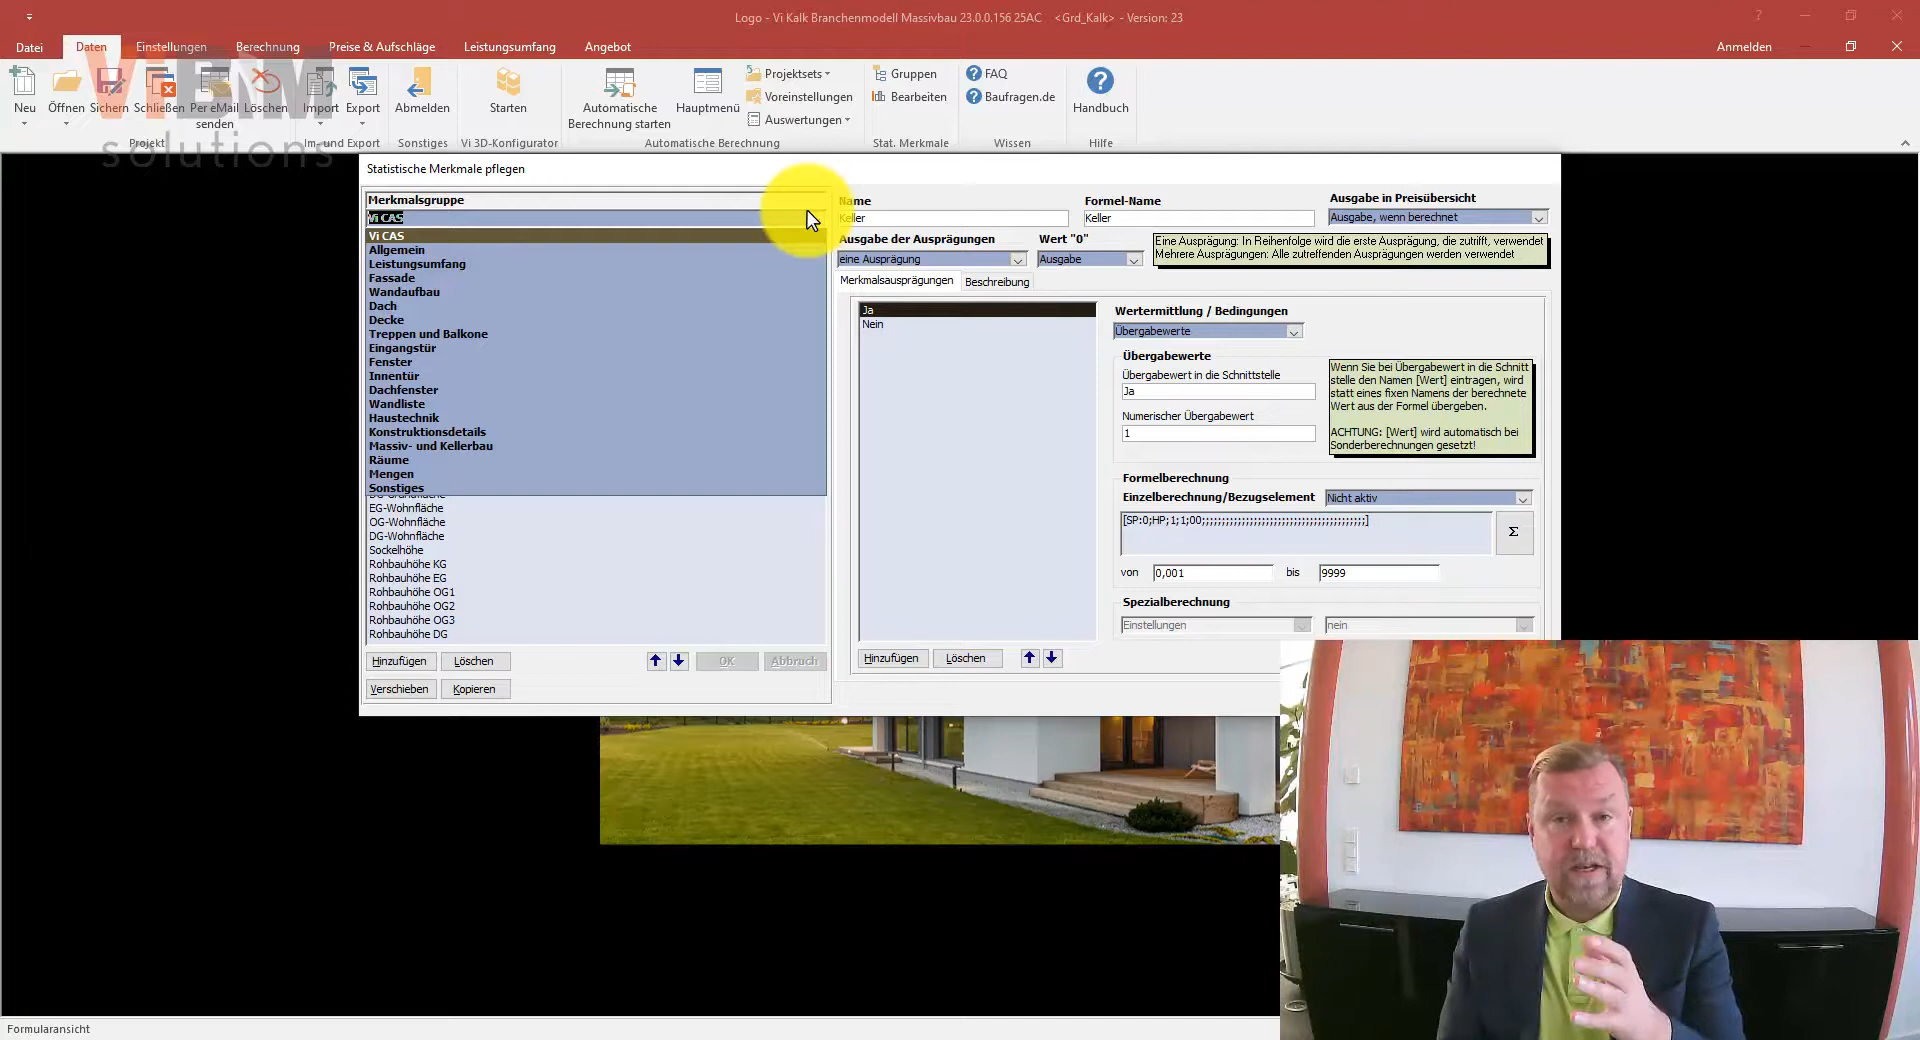 Logo - Vi Kalk Branchenmodell Massivbau 23.0.0.156 25AC <Grd_Kalk> - Version: 23
Datei Daten Einstellungen Berechnung Preise & Aufschläge Leistungsumfang Angebot Anmelden
Neu Öffnen Sichern Schließen Per eMail senden Löschen Import Export Abmelden Starten
Automatische Berechnung starten
Hauptmenü
Projektsets
Voreinstellungen
Auswertungen
Gruppen
Bearbeiten
FAQ
Baufragen.de
Handbuch
Projekt Im- und Export Sonstiges Vi 3D-Konfigurator Automatische Berechnung Stat. Merkmale Wissen Hilfe
ViBiM
solutions
Statistische Merkmale pflegen
Merkmalsgruppe
Vi CAS
Vi CAS
Allgemein
Leistungsumfang
Fassade
Wandaufbau
Dach
Decke
Treppen und Balkone
Eingangstür
Fenster
Innentür
Dachfenster
Wandliste
Haustechnik
Konstruktionsdetails
Massiv- und Kellerbau
Räume
Mengen
Sonstiges
EG-Wohnfläche
OG-Wohnfläche
DG-Wohnfläche
Sockelhöhe
Rohbauhöhe KG
Rohbauhöhe EG
Rohbauhöhe OG1
Rohbauhöhe OG2
Rohbauhöhe OG3
Rohbauhöhe DG
Hinzufügen Löschen OK Abbruch
Verschieben Kopieren
Name Formel-Name Ausgabe in Preisübersicht
Keller Keller Ausgabe, wenn berechnet
Ausgabe der Ausprägungen Wert "0"
eine Ausprägung Ausgabe
Eine Ausprägung: In Reihenfolge wird die erste Ausprägung, die zutrifft, verwendet
Mehrere Ausprägungen: Alle zutreffenden Ausprägungen werden verwendet
Merkmalsausprägungen Beschreibung
Ja
Nein
Hinzufügen Löschen
Wertermittlung / Bedingungen
Übergabewerte
Übergabewerte
Übergabewert in die Schnittstelle
Ja
Numerischer Übergabewert
1
Wenn Sie bei Übergabewert in die Schnitt
stelle den Namen [Wert] eintragen, wird
statt eines fixen Namens der berechnete
Wert aus der Formel übergeben.
ACHTUNG: [Wert] wird automatisch bei
Sonderberechnungen gesetzt!
Formelberechnung
Einzelberechnung/Bezugselement Nicht aktiv
Σ
von 0,001 bis 9999
Spezialberechnung
Einstellungen nein
Formularansicht